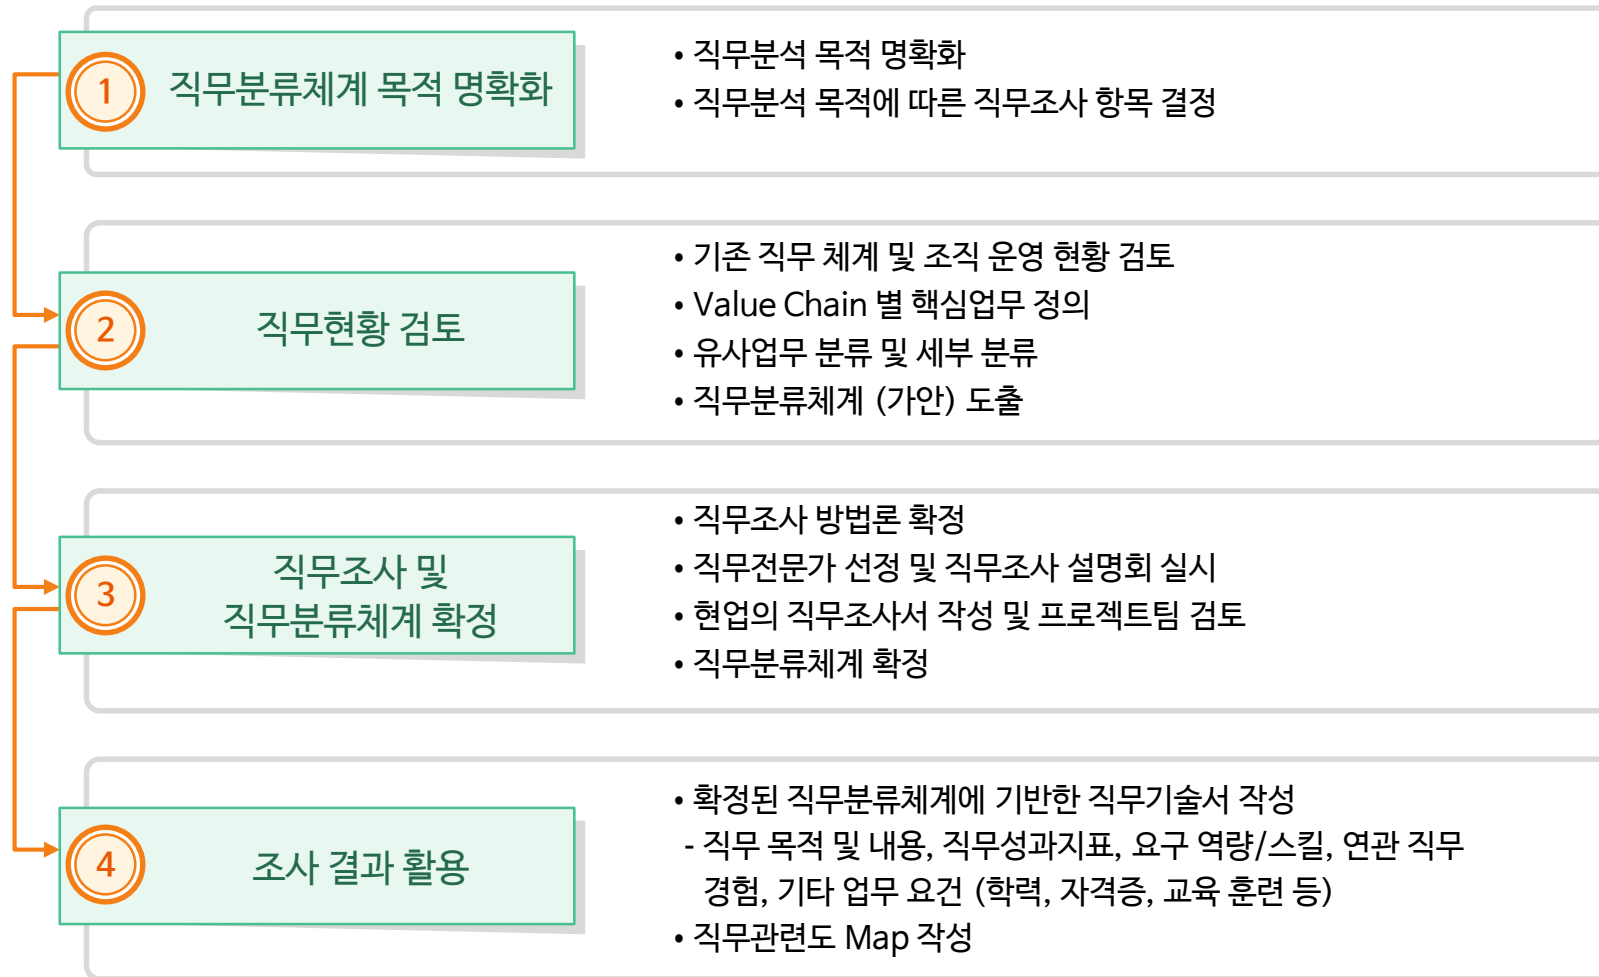 1
직무분류체계 목적 명확화
• 직무분석 목적 명확화
• 직무분석 목적에 따른 직무조사 항목 결정
2
직무현황 검토
• 기존 직무 체계 및 조직 운영 현황 검토
• Value Chain 별 핵심업무 정의
• 유사업무 분류 및 세부 분류
• 직무분류체계 (가안) 도출
3
직무조사 및
직무분류체계 확정
• 직무조사 방법론 확정
• 직무전문가 선정 및 직무조사 설명회 실시
• 현업의 직무조사서 작성 및 프로젝트팀 검토
• 직무분류체계 확정
4
조사 결과 활용
• 확정된 직무분류체계에 기반한 직무기술서 작성
- 직무 목적 및 내용, 직무성과지표, 요구 역량/스킬, 연관 직무
경험, 기타 업무 요건 (학력, 자격증, 교육 훈련 등)
• 직무관련도 Map 작성